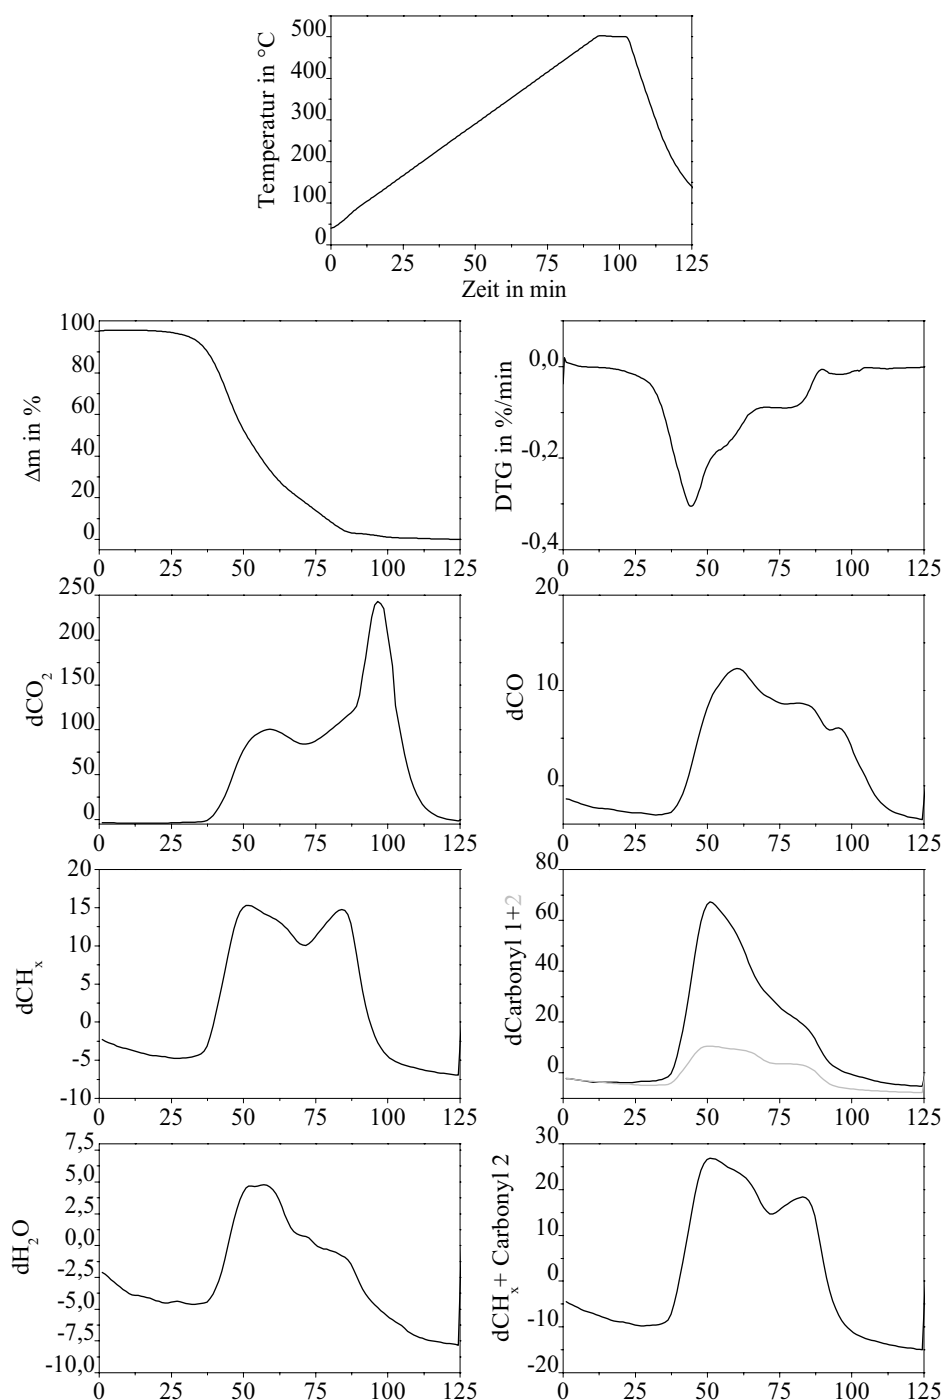 Temperatur in °C
500
400
300
200
100
0
0 25 50 75 100 125
Zeit in min
Δm in %
100
80
60
40
20
0
0 25 50 75 100 125
DTG in %/min
0,0
-0,2
-0,4
0 25 50 75 100 125
dCO₂
250
200
150
100
50
0
0 25 50 75 100 125
dCO
20
10
0
0 25 50 75 100 125
dCHₓ
20
15
10
5
0
-5
-10
0 25 50 75 100 125
dCarbonyl 1+2
80
60
40
20
0
0 25 50 75 100 125
dH₂O
7,5
5,0
2,5
0,0
-2,5
-5,0
-7,5
-10,0
0 25 50 75 100 125
dCHₓ+ Carbonyl 2
30
20
10
0
-10
-20
0 25 50 75 100 125